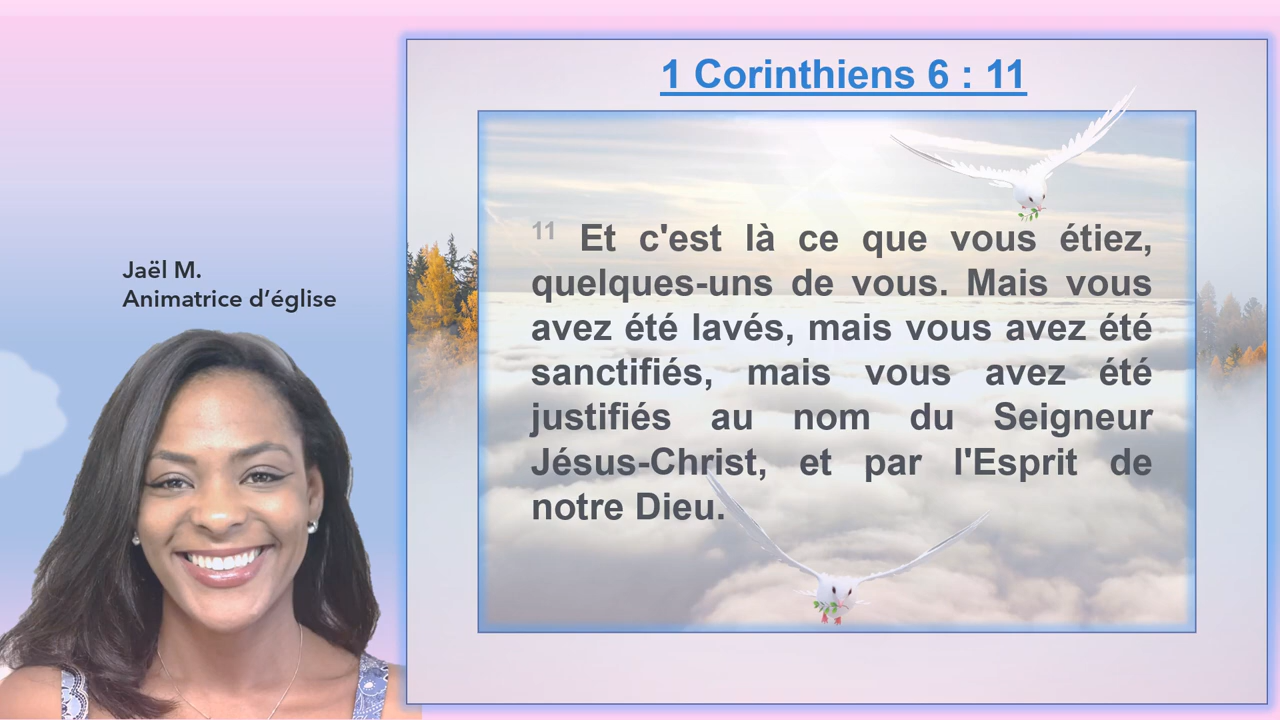 1 Corinthiens 6 : 11
11 Et c'est là ce que vous étiez,
quelques-uns de vous. Mais vous
avez été lavés, mais vous avez été
sanctifiés, mais vous avez été
justifiés au nom du Seigneur
Jésus-Christ, et par l'Esprit de
notre Dieu.
Jaël M.
Animatrice d’église